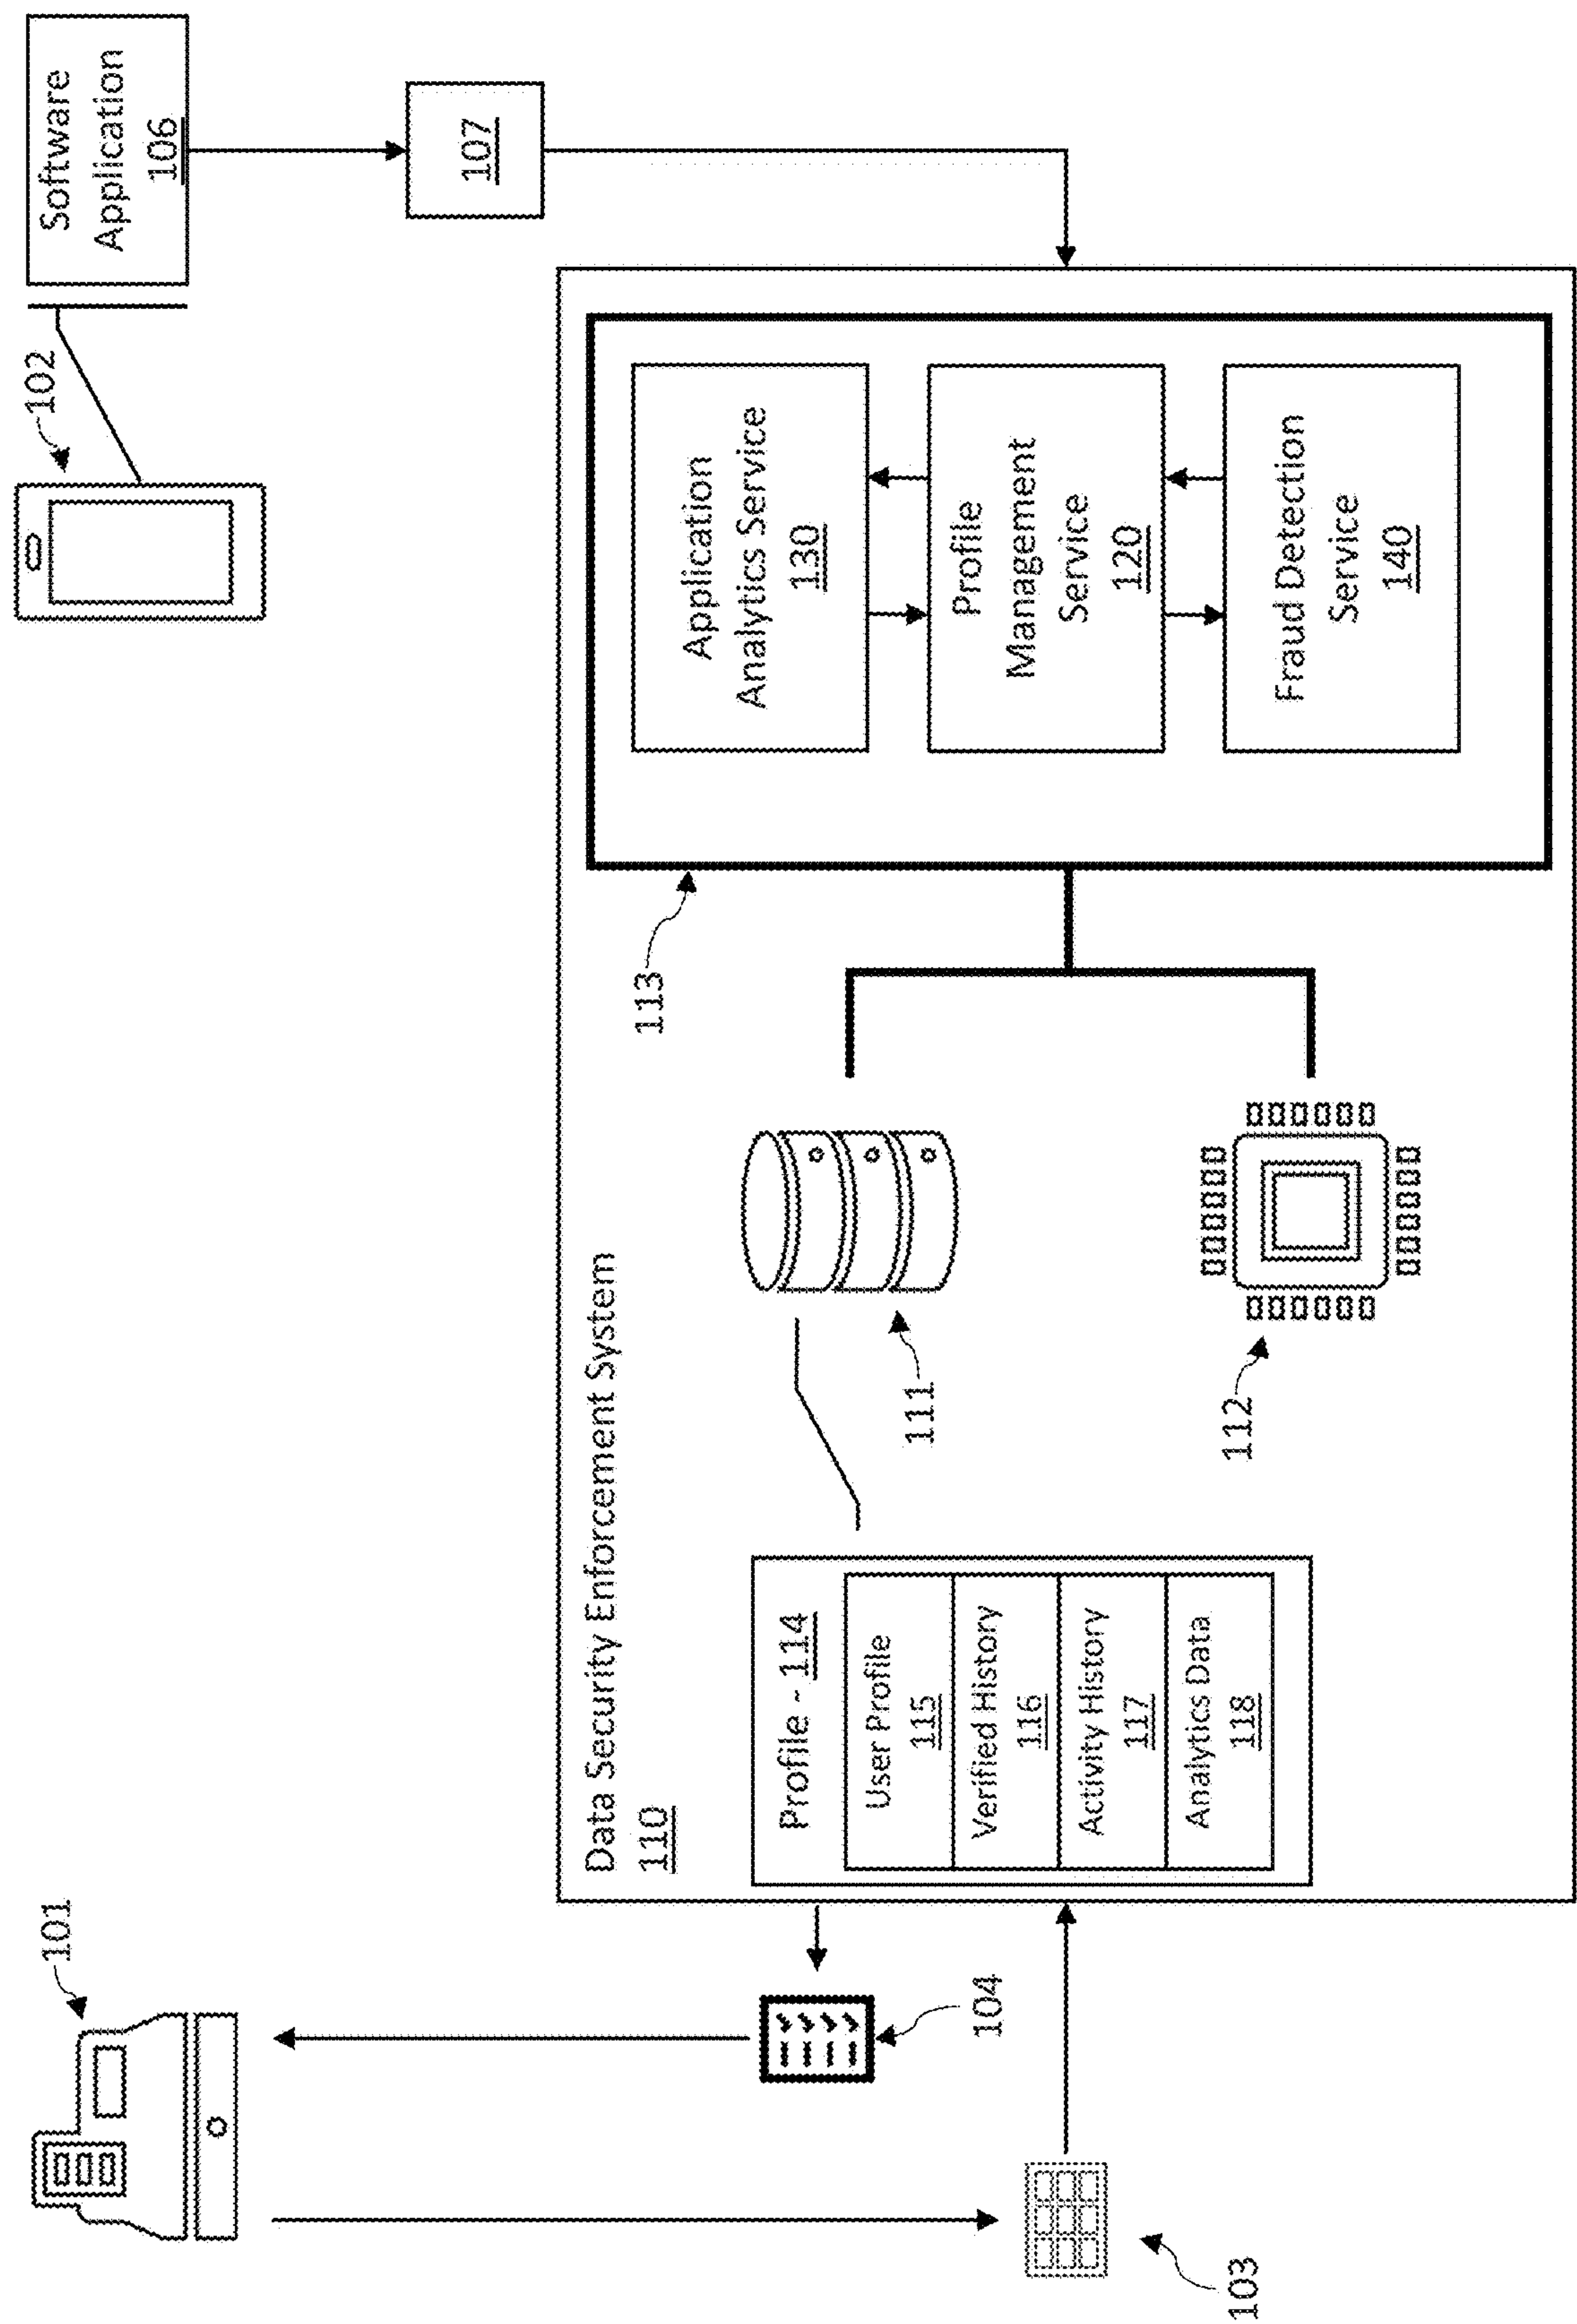 101
102
Software
Application
106
107
104
103
Data Security Enforcement System
110
Profile - 114
User Profile
115
Verified History
116
Activity History
117
Analytics Data
118
111
112
113
Application
Analytics Service
130
Profile
Management
Service
120
Fraud Detection
Service
140